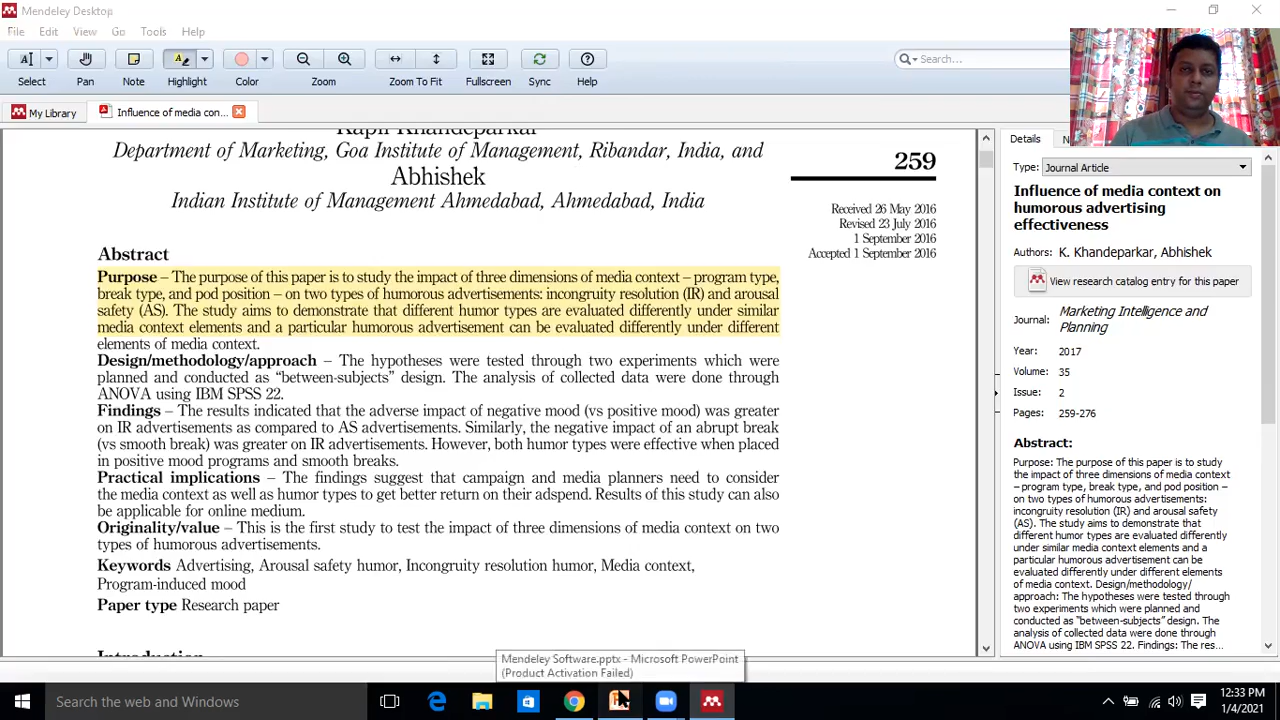 Mendeley Desktop
File Edit View Go Tools Help
Select Pan Note Highlight Color Zoom Zoom To Fit Fullscreen Sync Help
Search...
My Library Influence of media con...
Kapil Khandeparkar
Department of Marketing, Goa Institute of Management, Ribandar, India, and
Abhishek
Indian Institute of Management Ahmedabad, Ahmedabad, India
259
Received 26 May 2016
Revised 23 July 2016
1 September 2016
Accepted 1 September 2016
Abstract
Purpose – The purpose of this paper is to study the impact of three dimensions of media context – program type,
break type, and pod position – on two types of humorous advertisements: incongruity resolution (IR) and arousal
safety (AS). The study aims to demonstrate that different humor types are evaluated differently under similar
media context elements and a particular humorous advertisement can be evaluated differently under different
elements of media context.
Design/methodology/approach – The hypotheses were tested through two experiments which were
planned and conducted as “between-subjects” design. The analysis of collected data were done through
ANOVA using IBM SPSS 22.
Findings – The results indicated that the adverse impact of negative mood (vs positive mood) was greater
on IR advertisements as compared to AS advertisements. Similarly, the negative impact of an abrupt break
(vs smooth break) was greater on IR advertisements. However, both humor types were effective when placed
in positive mood programs and smooth breaks.
Practical implications – The findings suggest that campaign and media planners need to consider
the media context as well as humor types to get better return on their adspend. Results of this study can also
be applicable for online medium.
Originality/value – This is the first study to test the impact of three dimensions of media context on two
types of humorous advertisements.
Keywords Advertising, Arousal safety humor, Incongruity resolution humor, Media context,
Program-induced mood
Paper type Research paper
Introduction
Details
Type: Journal Article
Influence of media context on
humorous advertising
effectiveness
Authors: K. Khandeparkar, Abhishek
View research catalog entry for this paper
Journal: Marketing Intelligence and
Planning
Year: 2017
Volume: 35
Issue: 2
Pages: 259-276
Abstract:
Purpose: The purpose of this paper is to study
the impact of three dimensions of media context
– program type, break type, and pod position –
on two types of humorous advertisements:
incongruity resolution (IR) and arousal safety
(AS). The study aims to demonstrate that
different humor types are evaluated differently
under similar media context elements and a
particular humorous advertisement can be
evaluated differently under different elements
of media context. Design/methodology/
approach: The hypotheses were tested through
two experiments which were planned and
conducted as “between-subjects” design. The
analysis of collected data were done through
ANOVA using IBM SPSS 22. Findings: The res...
Mendeley Software.pptx - Microsoft PowerPoint
(Product Activation Failed)
Search the web and Windows
12:33 PM
1/4/2021